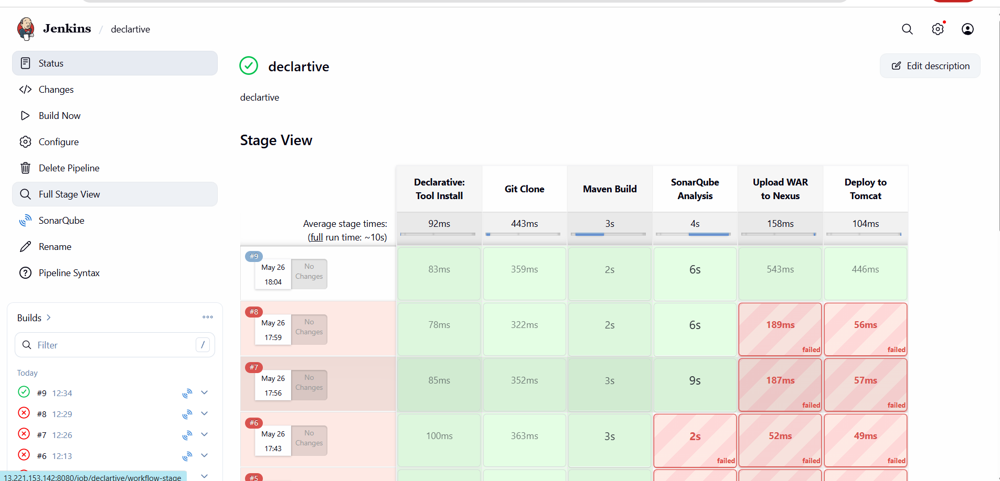 Jenkins / declartive
Status
Changes
Build Now
Configure
Delete Pipeline
Full Stage View
SonarQube
Rename
Pipeline Syntax
Builds
Filter /
Today
#9 12:34
#8 12:29
#7 12:26
#6 12:13
13.221.153.142:8080/job/declartive/workflow-stage
declartive
Edit description
declartive
Stage View
Declarative:
Tool Install
Git Clone
Maven Build
SonarQube
Analysis
Upload WAR
to Nexus
Deploy to
Tomcat
Average stage times:
(full run time: ~10s)
92ms
443ms
3s
4s
158ms
104ms
#9
May 26
18:04
No
Changes
83ms
359ms
2s
6s
543ms
446ms
#8
May 26
17:59
No
Changes
78ms
322ms
2s
6s
189ms
failed
56ms
failed
#7
May 26
17:56
No
Changes
85ms
352ms
3s
9s
187ms
failed
57ms
failed
#6
May 26
17:43
No
Changes
100ms
363ms
3s
2s
failed
52ms
failed
49ms
failed
#5